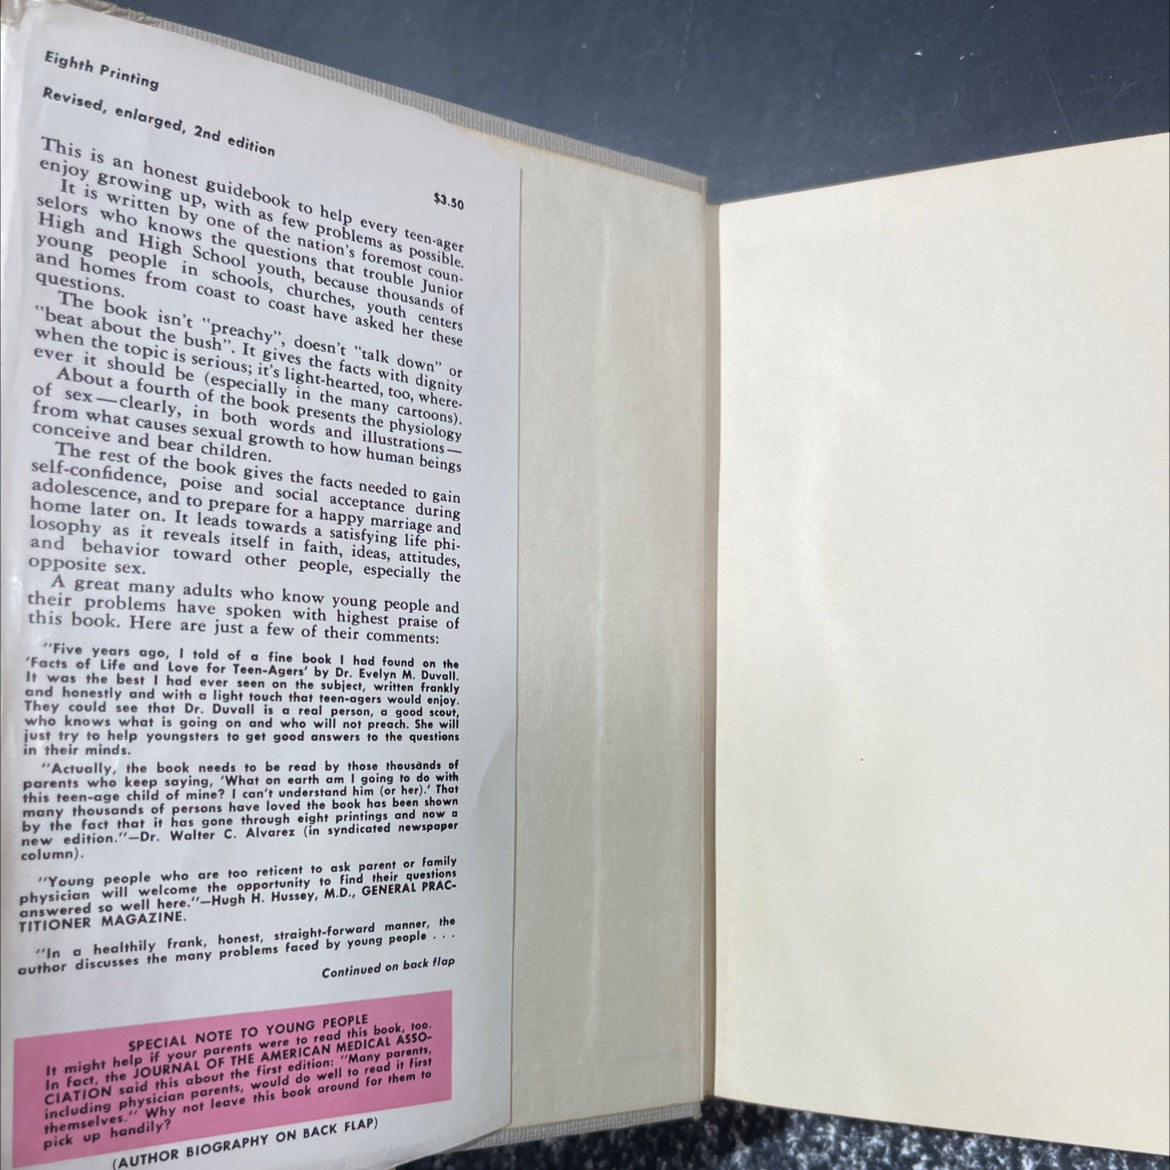 Eighth Printing
Revised, enlarged, 2nd edition
$3.50
This is an honest guidebook to help every teen-ager
enjoy growing up, with as few problems as possible.
It is written by one of the nation's foremost coun-
selors who knows the questions that trouble Junior
High and High School youth, because thousands of
young people in schools, churches, youth centers
and homes from coast to coast have asked her these
questions.
The book isn't "preachy", doesn't "talk down" or
"beat about the bush". It gives the facts with dignity
when the topic is serious; it's light-hearted, too, where-
ever it should be (especially in the many cartoons).
About a fourth of the book presents the physiology
of sex—clearly, in both words and illustrations—
from what causes sexual growth to how human beings
conceive and bear children.
The rest of the book gives the facts needed to gain
self-confidence, poise and social acceptance during
adolescence, and to prepare for a happy marriage and
home later on. It leads towards a satisfying life phi-
losophy as it reveals itself in faith, ideas, attitudes,
and behavior toward other people, especially the
opposite sex.
A great many adults who know young people and
their problems have spoken with highest praise of
this book. Here are just a few of their comments:
"Five years ago, I told of a fine book I had found on the
'Facts of Life and Love for Teen-Agers' by Dr. Evelyn M. Duvall.
It was the best I had ever seen on the subject, written frankly
and honestly and with a light touch that teen-agers would enjoy.
They could see that Dr. Duvall is a real person, a good scout,
who knows what is going on and who will not preach. She will
just try to help youngsters to get good answers to the questions
in their minds.
"Actually, the book needs to be read by those thousands of
parents who keep saying, 'What on earth am I going to do with
this teen-age child of mine? I can't understand him (or her).' That
many thousands of persons have loved the book has been shown
by the fact that it has gone through eight printings and now a
new edition."—Dr. Walter C. Alvarez (in syndicated newspaper
column).
"Young people who are too reticent to ask parent or family
physician will welcome the opportunity to find their questions
answered so well here."—Hugh H. Hussey, M.D., GENERAL PRAC-
TITIONER MAGAZINE.
"In a healthily frank, honest, straight-forward manner, the
author discusses the many problems faced by young people . . .
Continued on back flap
SPECIAL NOTE TO YOUNG PEOPLE
It might help if your parents were to read this book, too.
In fact, the JOURNAL OF THE AMERICAN MEDICAL ASSO-
CIATION said this about the first edition: "Many parents,
including physician parents, would do well to read it first
themselves." Why not leave this book around for them to
pick up handily?
(AUTHOR BIOGRAPHY ON BACK FLAP)